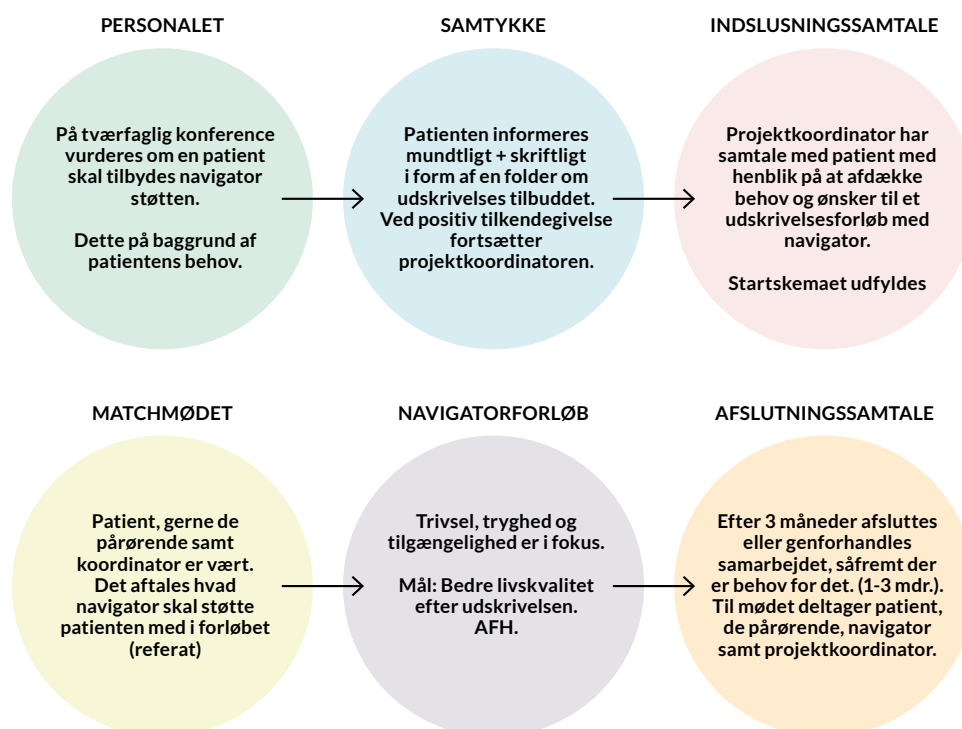 PERSONALET
På tværfaglig konference
vurderes om en patient
skal tilbydes navigator
støtten.
Dette på baggrund af
patientens behov.
SAMTYKKE
Patienten informeres
mundtligt + skriftligt
i form af en folder om
udskrivelses tilbuddet.
Ved positiv tilkendegivelse
fortsætter
projektkoordinatoren.
INDSLUSNINGSSAMTALE
Projektkoordinator har
samtale med patient med
henblik på at afdække
behov og ønsker til et
udskrivelsesforløb med
navigator.
Startskemaet udfyldes
MATCHMØDET
Patient, gerne de
pårørende samt
koordinator er vært.
Det aftales hvad
navigator skal støtte
patienten med i forløbet
(referat)
NAVIGATORFORLØB
Trivsel, tryghed og
tilgængelighed er i fokus.
Mål: Bedre livskvalitet
efter udskrivelsen.
AFH.
AFSLUTNINGSSAMTALE
Efter 3 måneder afsluttes
eller genforhandles
samarbejdet, såfremt der
er behov for det. (1-3 mdr.).
Til mødet deltager patient,
de pårørende, navigator
samt projektkoordinator.